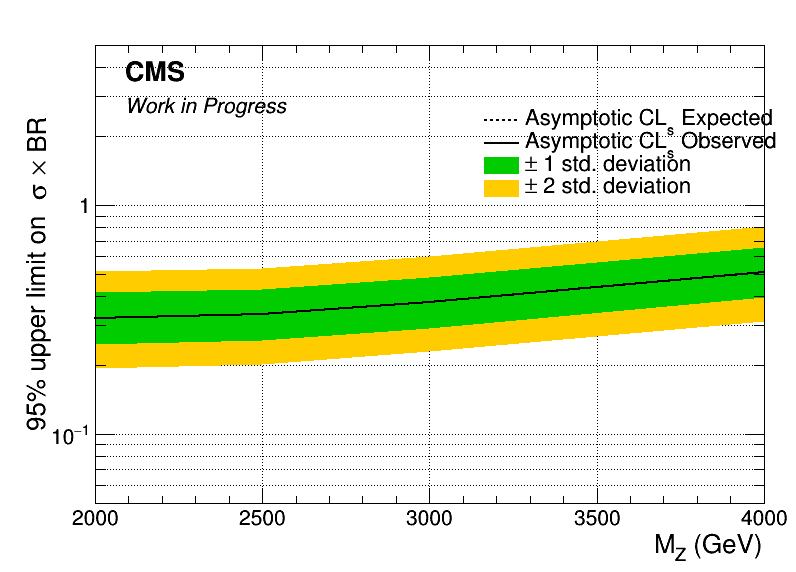 CMS
Work in Progress
Asymptotic CLs Expected
Asymptotic CLs Observed
± 1 std. deviation
± 2 std. deviation
95% upper limit on σ × BR
1
10⁻¹
2000 2500 3000 3500 4000
M_Z (GeV)